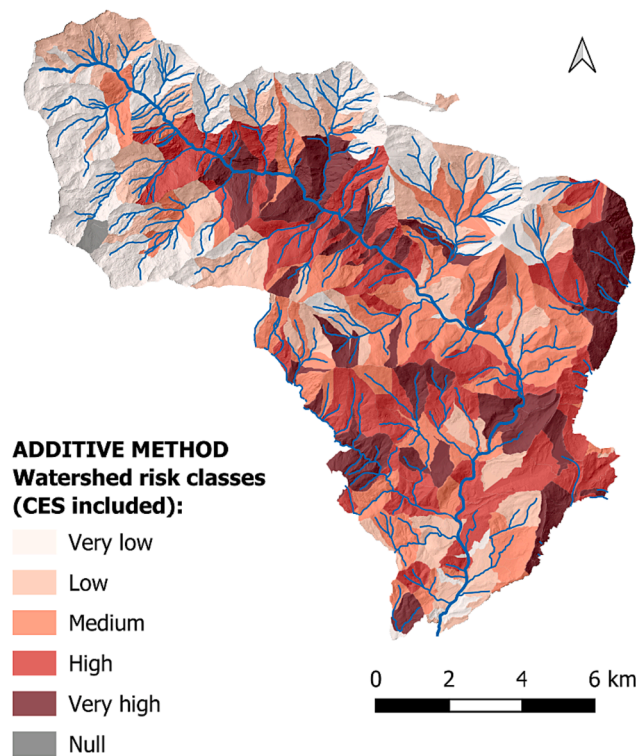 ADDITIVE METHOD
Watershed risk classes
(CES included):
Very low
Low
Medium
High
Very high
Null
0 2 4 6 km